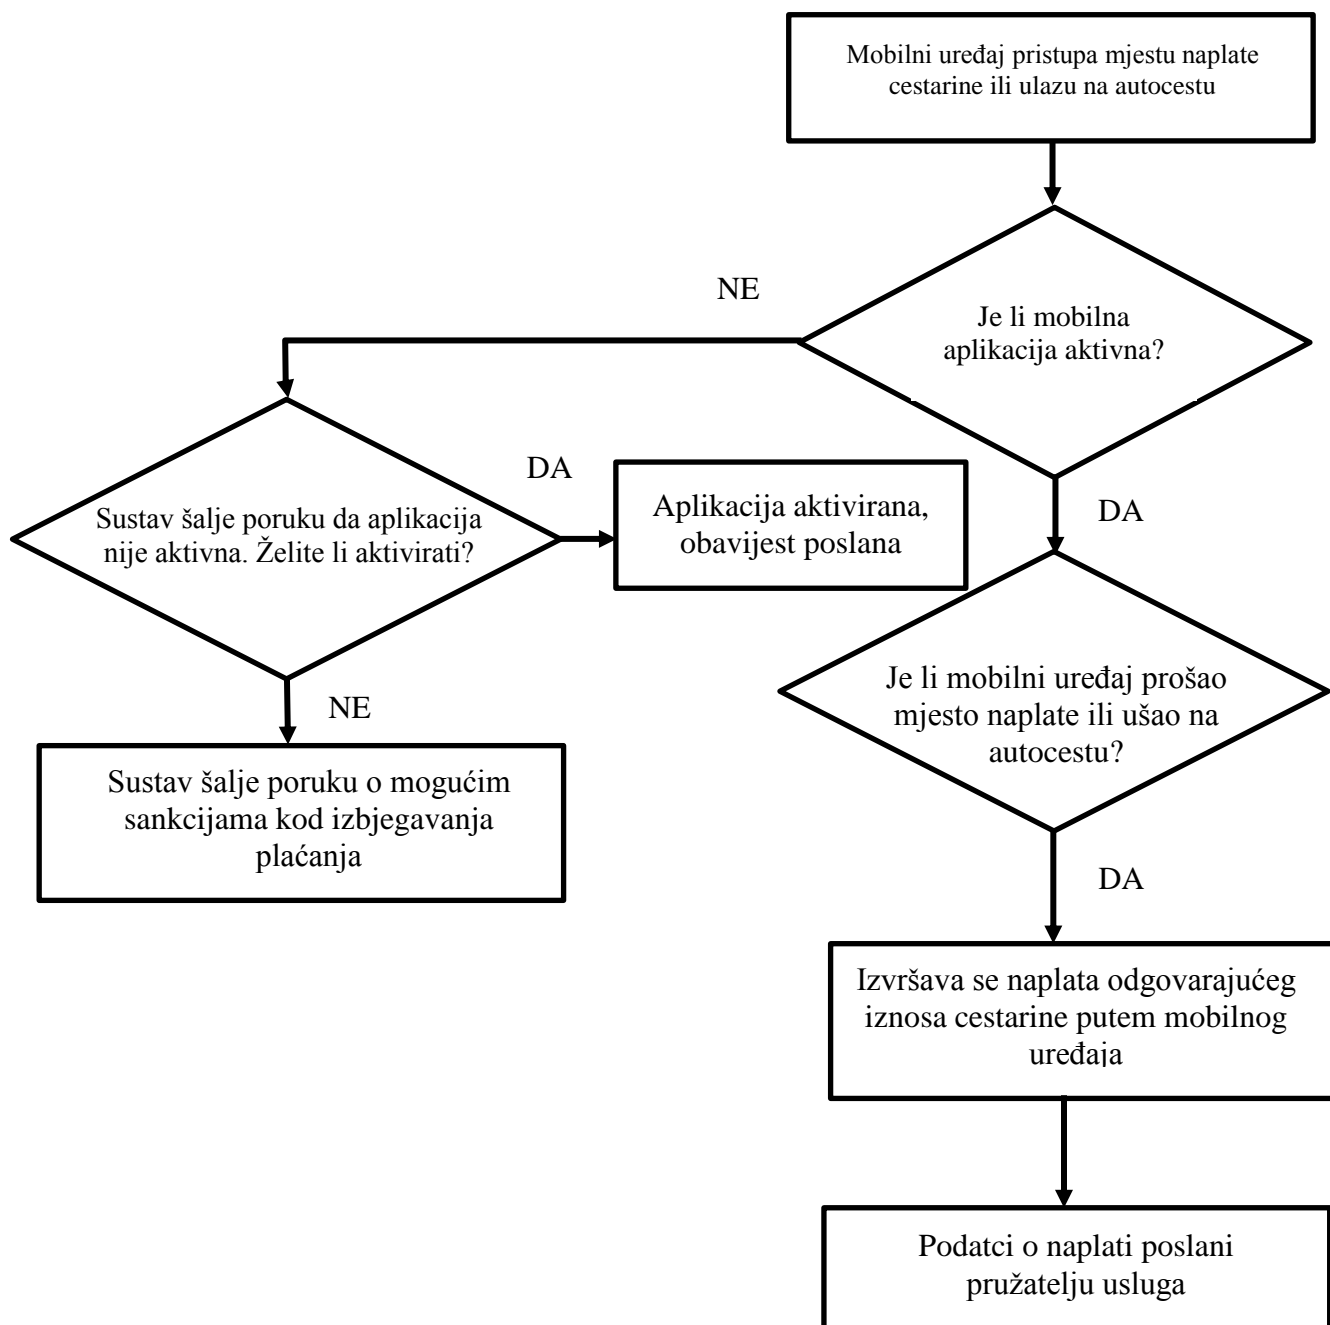 Mobilni uređaj pristupa mjestu naplate
cestarine ili ulazu na autocestu
NE
Je li mobilna
aplikacija aktivna?
DA
Sustav šalje poruku da aplikacija
nije aktivna. Želite li aktivirati?
Aplikacija aktivirana,
obavijest poslana
DA
NE
Je li mobilni uređaj prošao
mjesto naplate ili ušao na
autocestu?
Sustav šalje poruku o mogućim
sankcijama kod izbjegavanja
plaćanja
DA
Izvršava se naplata odgovarajućeg
iznosa cestarine putem mobilnog
uređaja
Podatci o naplati poslani
pružatelju usluga